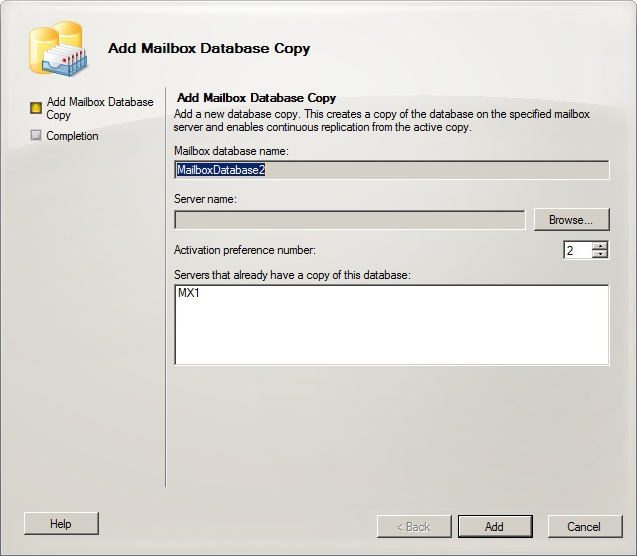 Add Mailbox Database Copy
Add Mailbox Database
Copy
Completion
Add Mailbox Database Copy
Add a new database copy. This creates a copy of the database on the specified mailbox
server and enables continuous replication from the active copy.
Mailbox database name:
MailboxDatabase2
Server name:
Browse...
Activation preference number:
2
Servers that already have a copy of this database:
MX1
Help
< Back
Add
Cancel